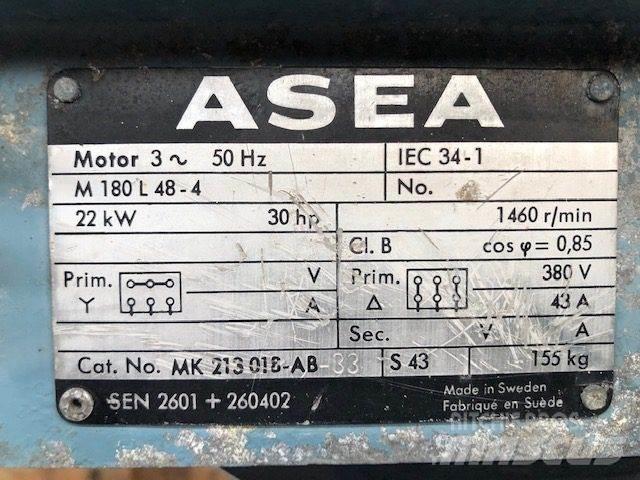 ASEA
Motor 3 ~ 50 Hz IEC 34-1
M 180 L 48-4 No.
22 kW 30 hp 1460 r/min
Cl. B cos φ = 0,85
Prim. V Prim. 380 V
Y A Δ 43 A
Sec. V A
Cat. No. MK 213 018-AB-83 S 43 155 kg
SEN 2601 + 260402
Made in Sweden
Fabriqué en Suède